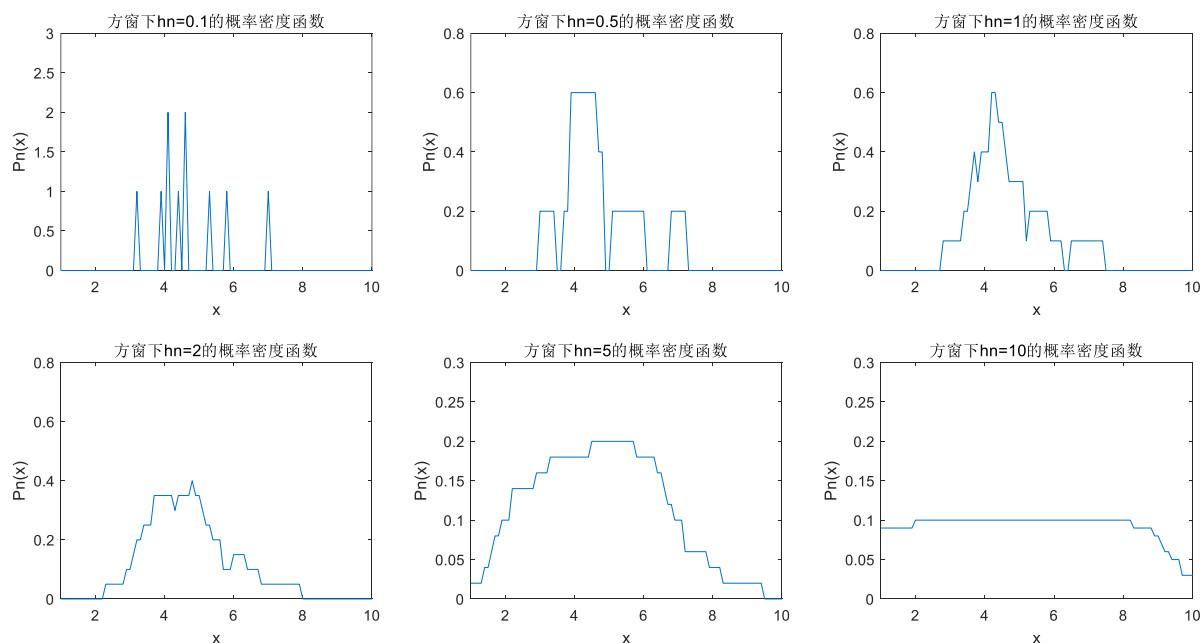 方窗下hn=0.1的概率密度函数
3
2.5
2
1.5
1
0.5
0
2 4 6 8 10
Pn(x)
x
方窗下hn=0.5的概率密度函数
0.8
0.6
0.4
0.2
0
2 4 6 8 10
Pn(x)
x
方窗下hn=1的概率密度函数
0.8
0.6
0.4
0.2
0
2 4 6 8 10
Pn(x)
x
方窗下hn=2的概率密度函数
0.8
0.6
0.4
0.2
0
2 4 6 8 10
Pn(x)
x
方窗下hn=5的概率密度函数
0.3
0.25
0.2
0.15
0.1
0.05
0
2 4 6 8 10
Pn(x)
x
方窗下hn=10的概率密度函数
0.3
0.25
0.2
0.15
0.1
0.05
0
2 4 6 8 10
Pn(x)
x